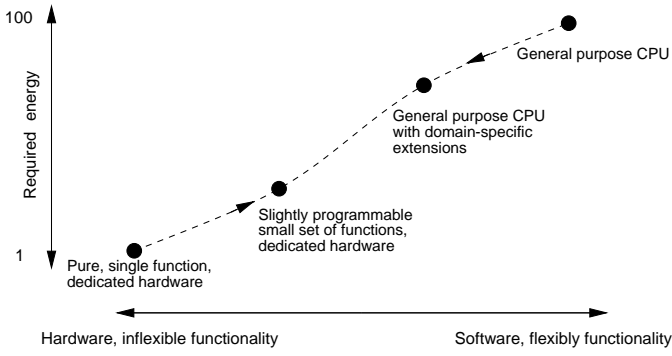 100
General purpose CPU
General purpose CPU
with domain-specific
extensions
Required energy
Slightly programmable
small set of functions,
dedicated hardware
1
Pure, single function,
dedicated hardware
Hardware, inflexible functionality
Software, flexibly functionality